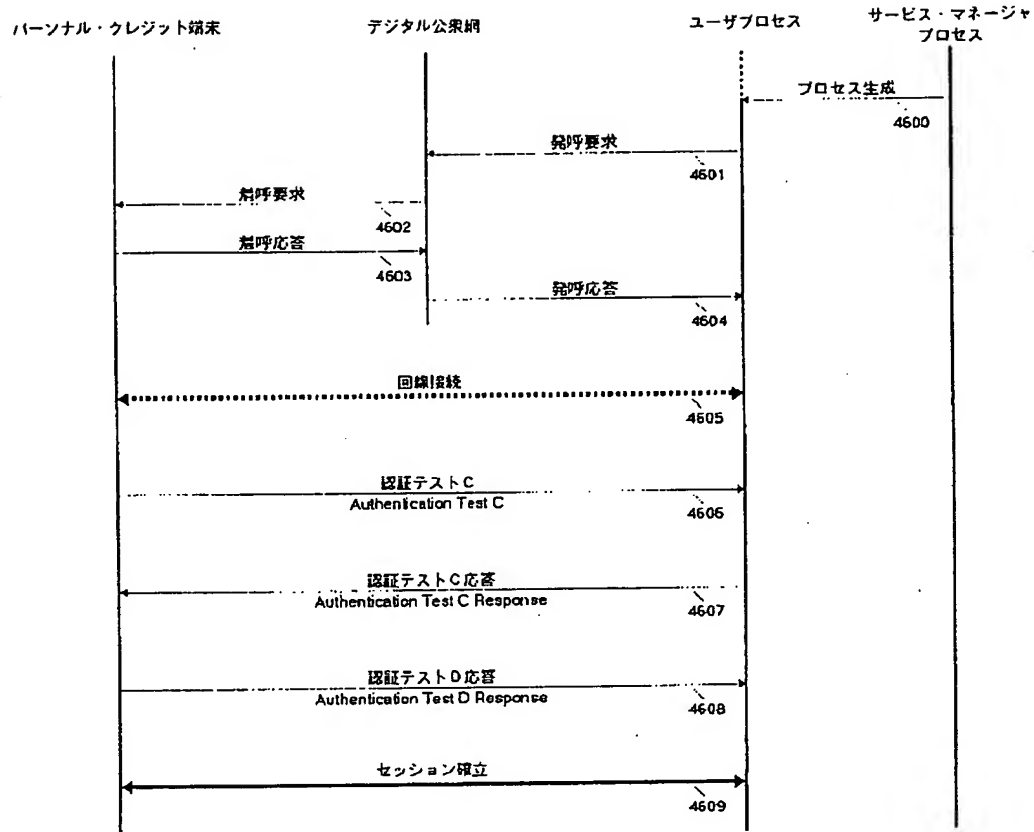 パーソナル・クレジット端末
デジタル公衆網
ユーザプロセス
サービス・マネージャ
プロセス
プロセス生成
4600
発呼要求
4601
着呼要求
4602
着呼応答
4603
発呼応答
4604
回線接続
4605
認証テストC
Authentication Test C
4606
認証テストC応答
Authentication Test C Response
4607
認証テストD応答
Authentication Test D Response
4608
セッション確立
4609